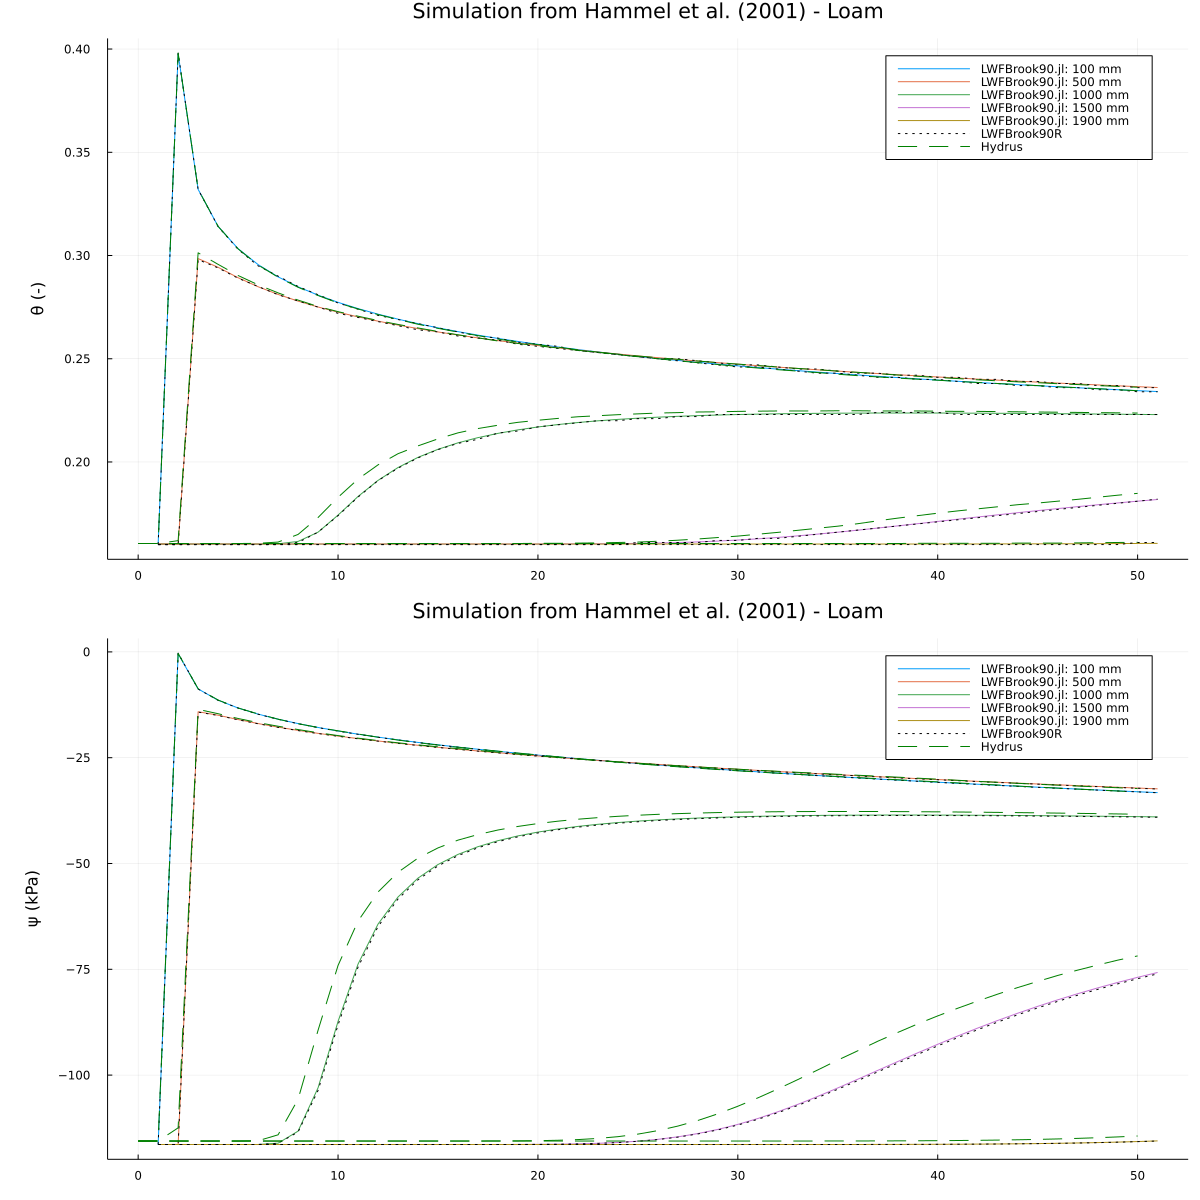 Simulation from Hammel et al. (2001) - Loam
θ (-)
0.40
0.35
0.30
0.25
0.20
LWFBrook90.jl: 100 mm
LWFBrook90.jl: 500 mm
LWFBrook90.jl: 1000 mm
LWFBrook90.jl: 1500 mm
LWFBrook90.jl: 1900 mm
LWFBrook90R
Hydrus
0 10 20 30 40 50
Simulation from Hammel et al. (2001) - Loam
ψ (kPa)
0
−25
−50
−75
−100
LWFBrook90.jl: 100 mm
LWFBrook90.jl: 500 mm
LWFBrook90.jl: 1000 mm
LWFBrook90.jl: 1500 mm
LWFBrook90.jl: 1900 mm
LWFBrook90R
Hydrus
0 10 20 30 40 50